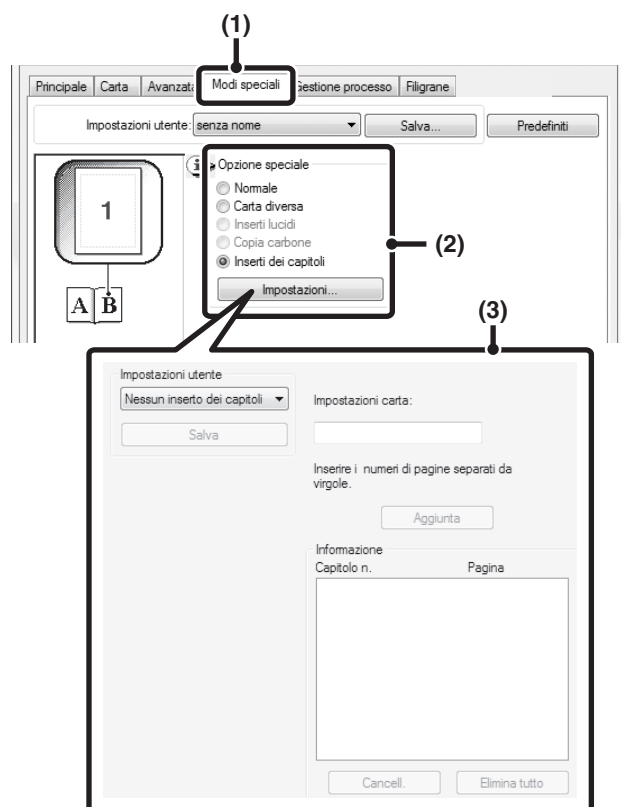 (1)
Principale Carta Avanzate Modi speciali Gestione processo Filigrane
Impostazioni utente: senza nome Salva... Predefiniti
Opzione speciale
Normale
1
Carta diversa
Inserti lucidi
Copia carbone
(2)
Inserti dei capitoli
Impostazioni...
A B
(3)
Impostazioni utente
Nessun inserto dei capitoli
Impostazioni carta:
Salva
Inserire i numeri di pagine separati da
virgole.
Aggiunta
Informazione
Capitolo n. Pagina
Cancell. Elimina tutto